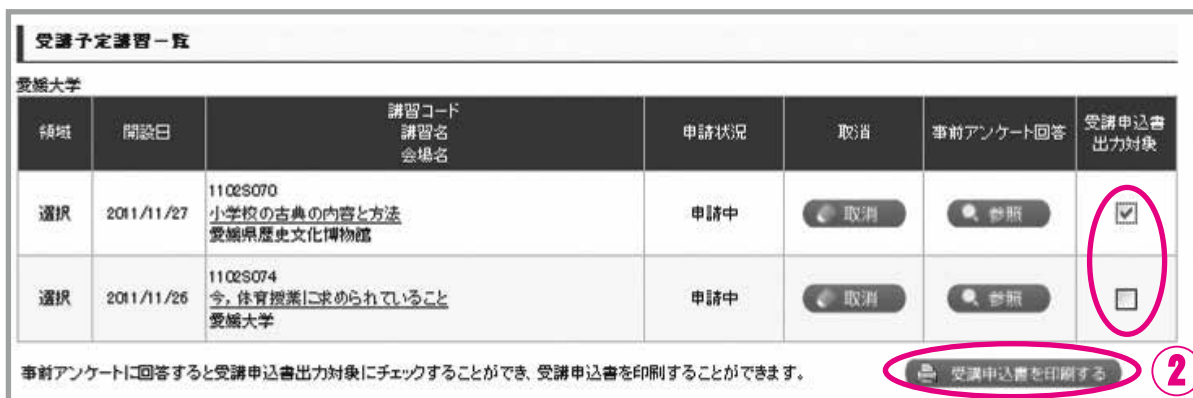 受講予定講習一覧
愛媛大学
領域 開設日 講習コード 講習名 会場名 申請状況 取消 事前アンケート回答 受講申込書出力対象
1102S070
選択 2011/11/27 小学校の古典の内容と方法 申請中 取消 参照
愛媛県歴史文化博物館
1102S074
選択 2011/11/26 今，体育授業に求められていること 申請中 取消 参照
愛媛大学
事前アンケートに回答すると受講申込書出力対象にチェックすることができ、受講申込書を印刷することができます。 受講申込書を印刷する ②